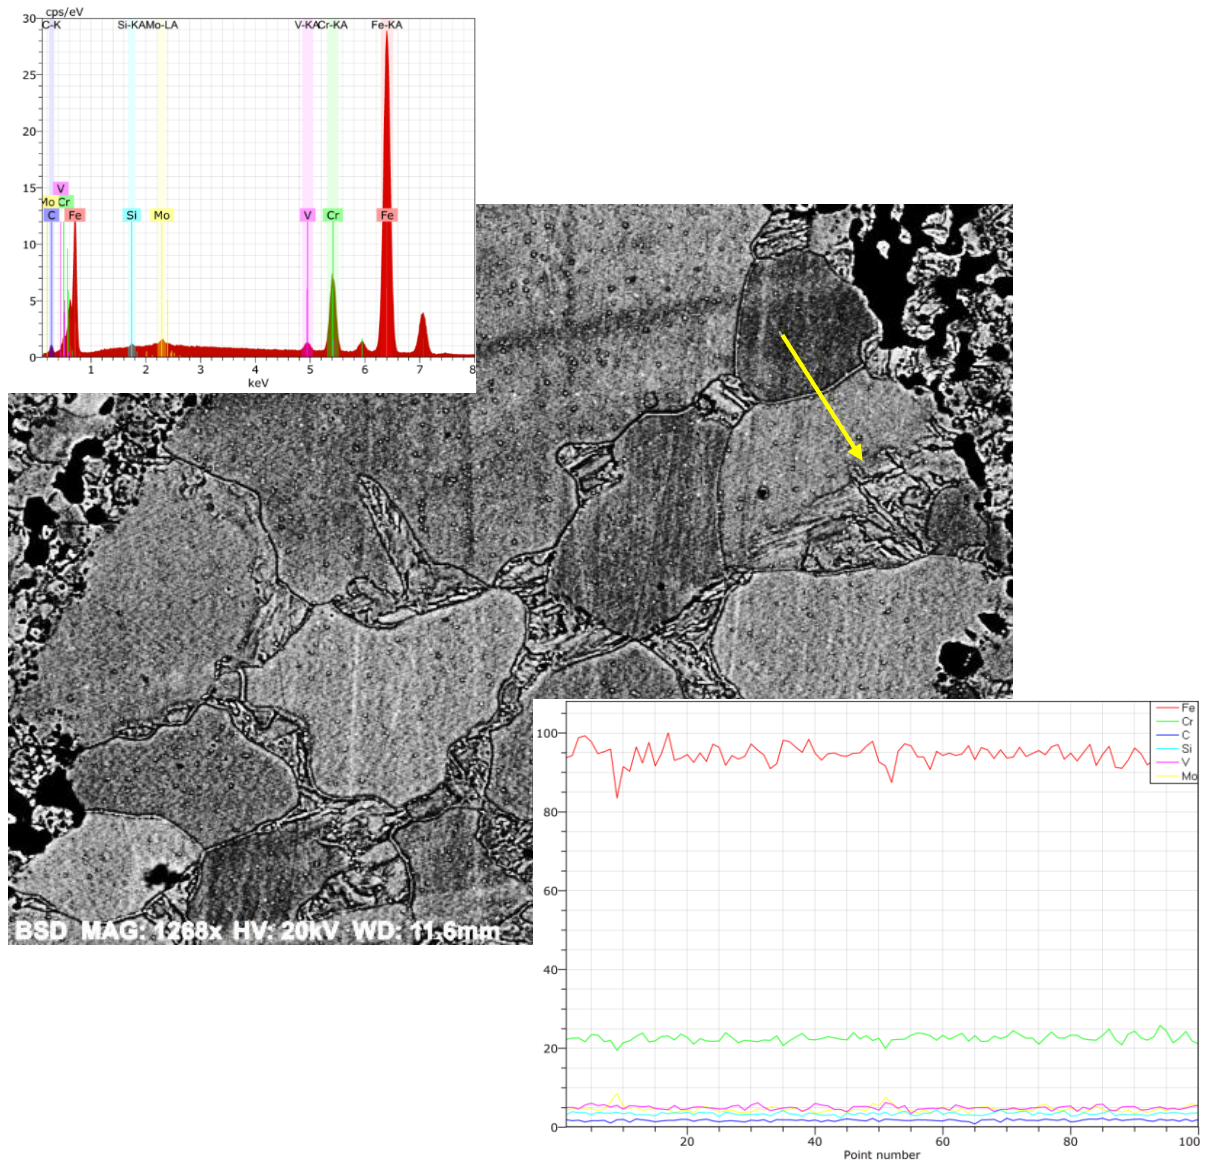 cps/eV
C-K Si-KA Mo-LA V-KA Cr-KA Fe-KA
30
25
20
15
10
5
0
V
Mo Cr
C Fe Si Mo V Cr Fe
1 2 3 4 5 6 7 8
keV
BSD MAG: 1268x HV: 20kV WD: 11.6mm
Fe
Cr
C
Si
V
Mo
100
80
60
40
20
0
20 40 60 80 100
Point number